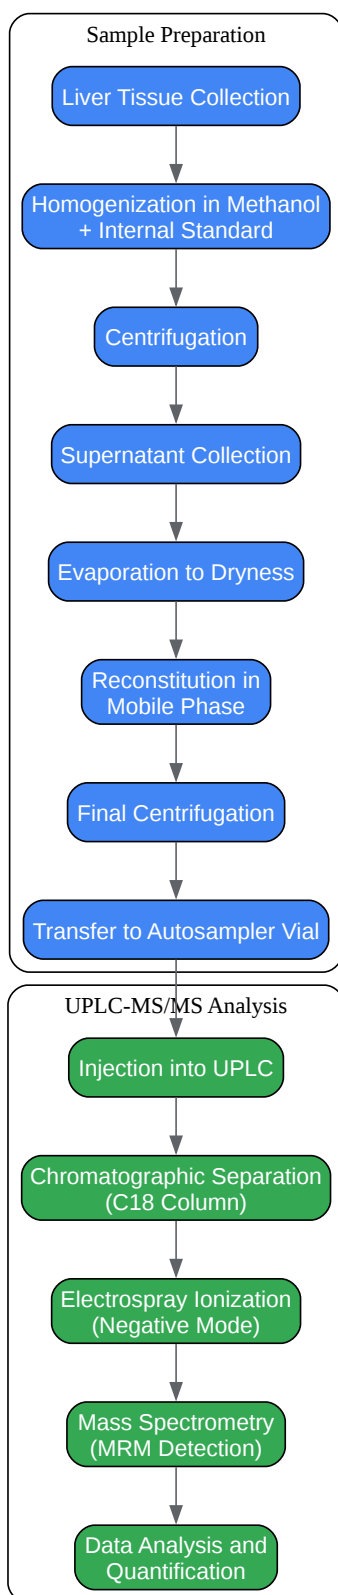 Sample Preparation
Liver Tissue Collection
Homogenization in Methanol
+ Internal Standard
Centrifugation
Supernatant Collection
Evaporation to Dryness
Reconstitution in
Mobile Phase
Final Centrifugation
Transfer to Autosampler Vial
UPLC-MS/MS Analysis
Injection into UPLC
Chromatographic Separation
(C18 Column)
Electrospray Ionization
(Negative Mode)
Mass Spectrometry
(MRM Detection)
Data Analysis and
Quantification